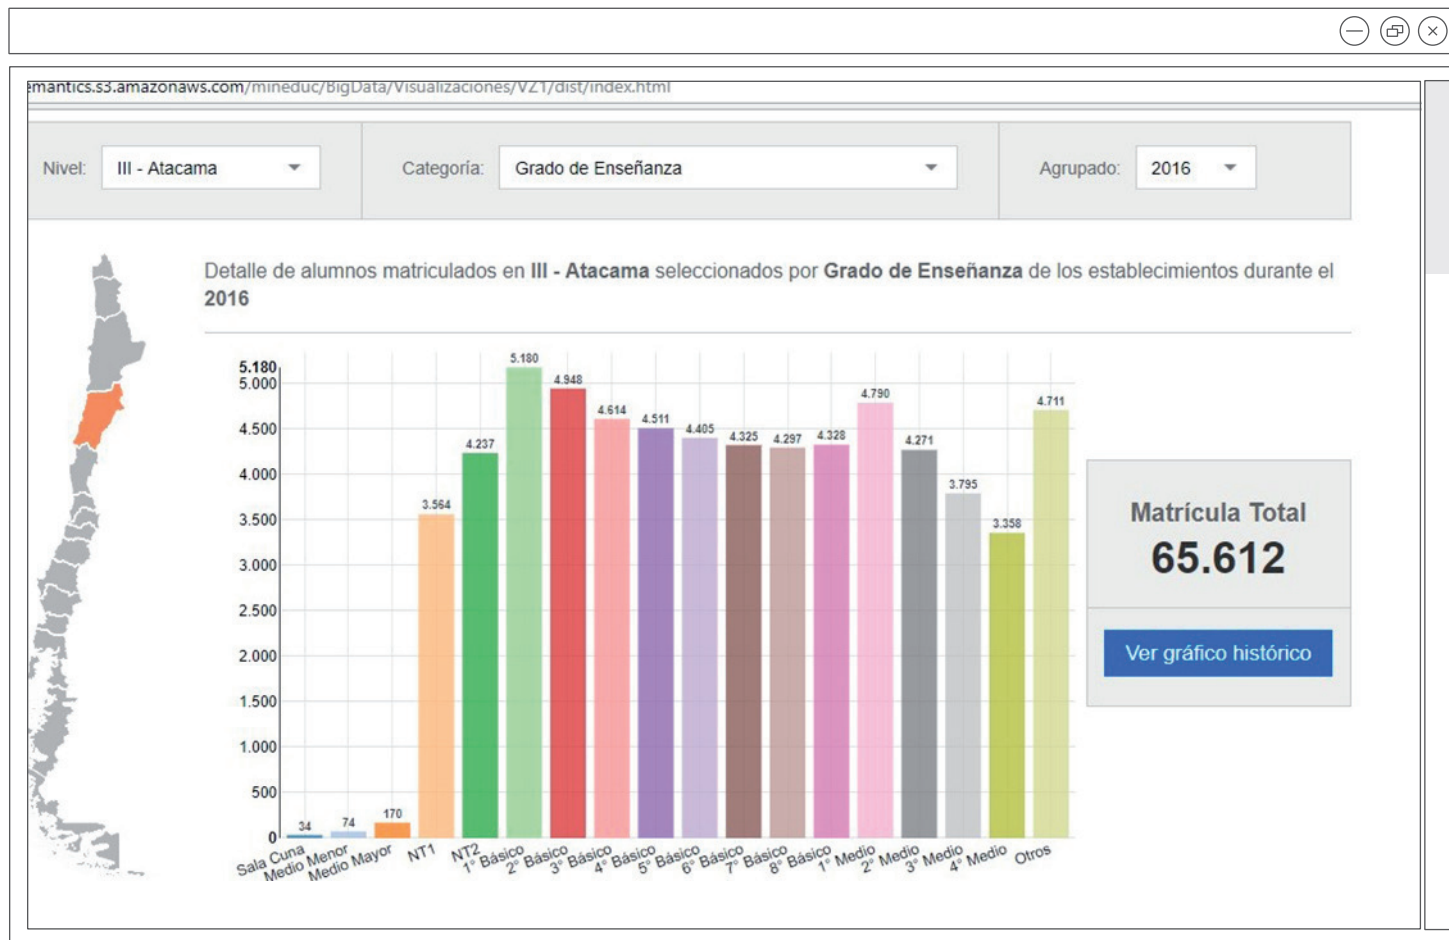 emantics.s3.amazonaws.com/mineduc/BigData/Visualizaciones/VZ1/dist/index.html
Nivel: III - Atacama Categoría: Grado de Enseñanza Agrupado: 2016
Detalle de alumnos matriculados en III - Atacama seleccionados por Grado de Enseñanza de los establecimientos durante el
2016
5.180
5.000
4.500
4.000
3.500
3.000
2.500
2.000
1.500
1.000
500
0
34
74
170
3.564
4.237
5.180
4.948
4.614
4.511
4.405
4.325
4.297
4.328
4.790
4.271
3.795
3.358
4.711
Sala Cuna
Medio Menor
Medio Mayor
NT1
NT2
1° Básico
2° Básico
3° Básico
4° Básico
5° Básico
6° Básico
7° Básico
8° Básico
1° Medio
2° Medio
3° Medio
4° Medio
Otros
Matrícula Total
65.612
Ver gráfico histórico